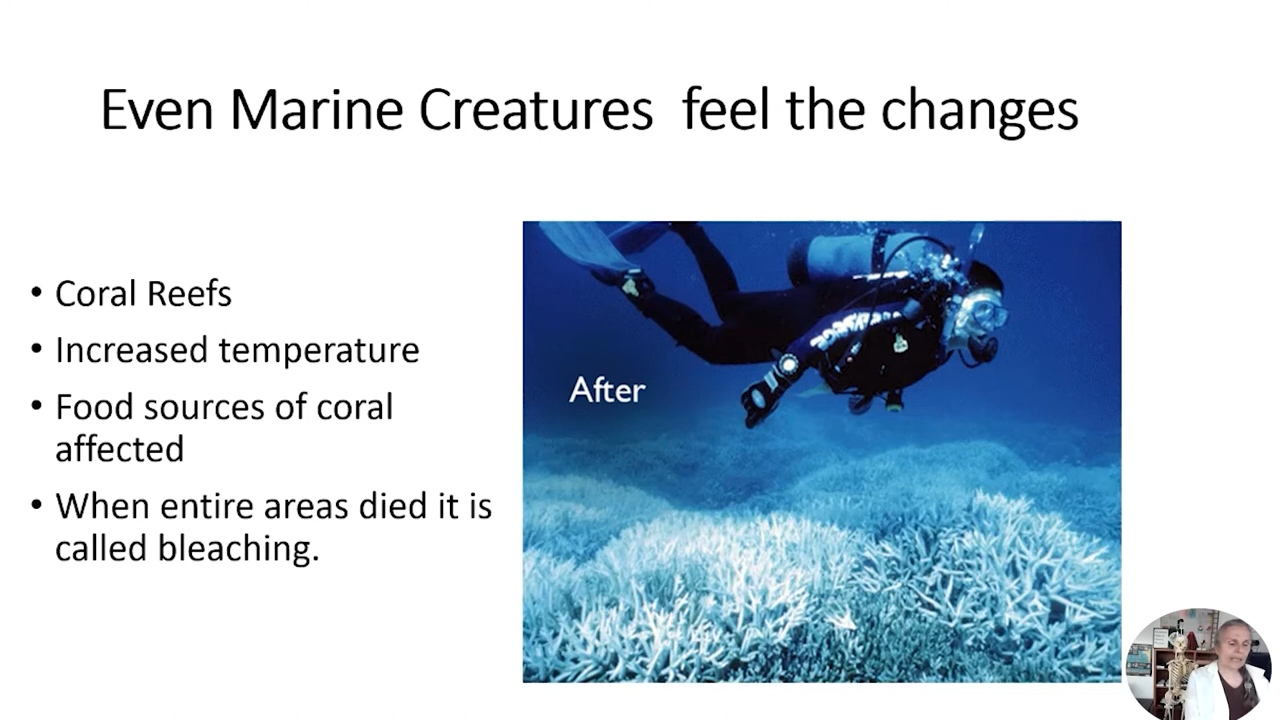 Even Marine Creatures  feel the changes
• Coral Reefs
• Increased temperature
• Food sources of coral
affected
• When entire areas died it is
called bleaching.
After